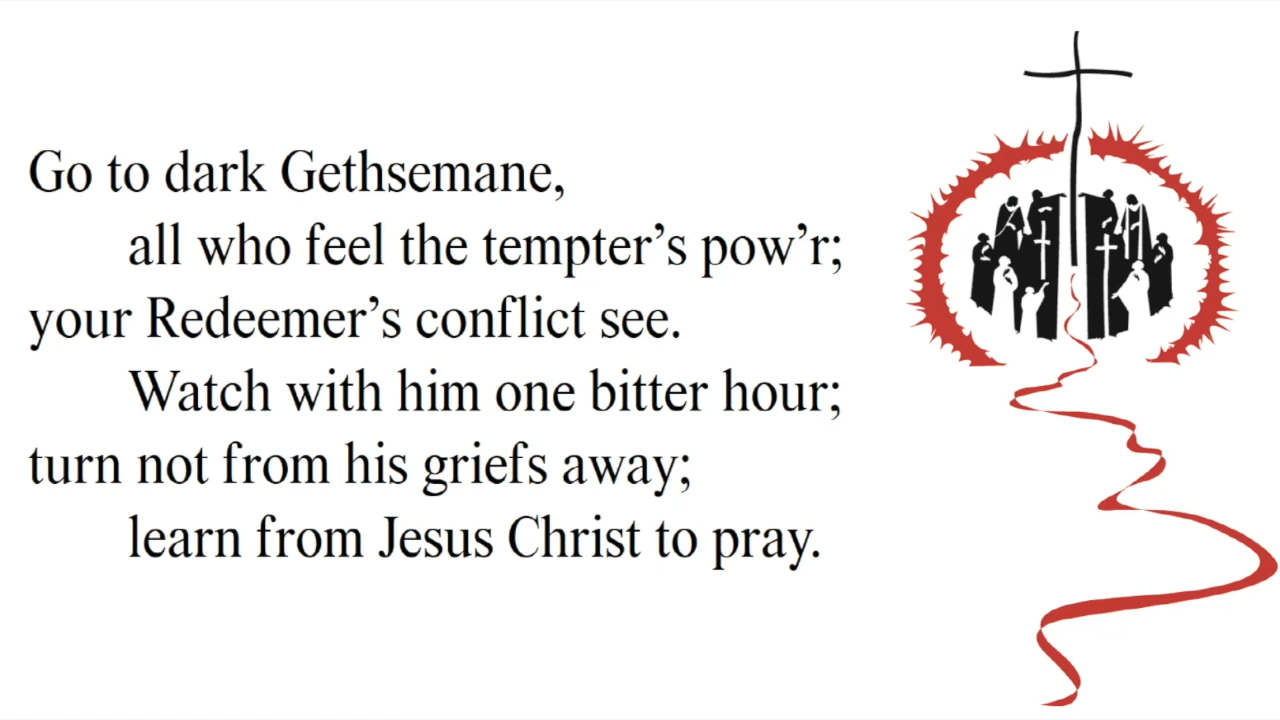 Go to dark Gethsemane,
all who feel the tempter’s pow’r;
your Redeemer’s conflict see.
Watch with him one bitter hour;
turn not from his griefs away;
learn from Jesus Christ to pray.